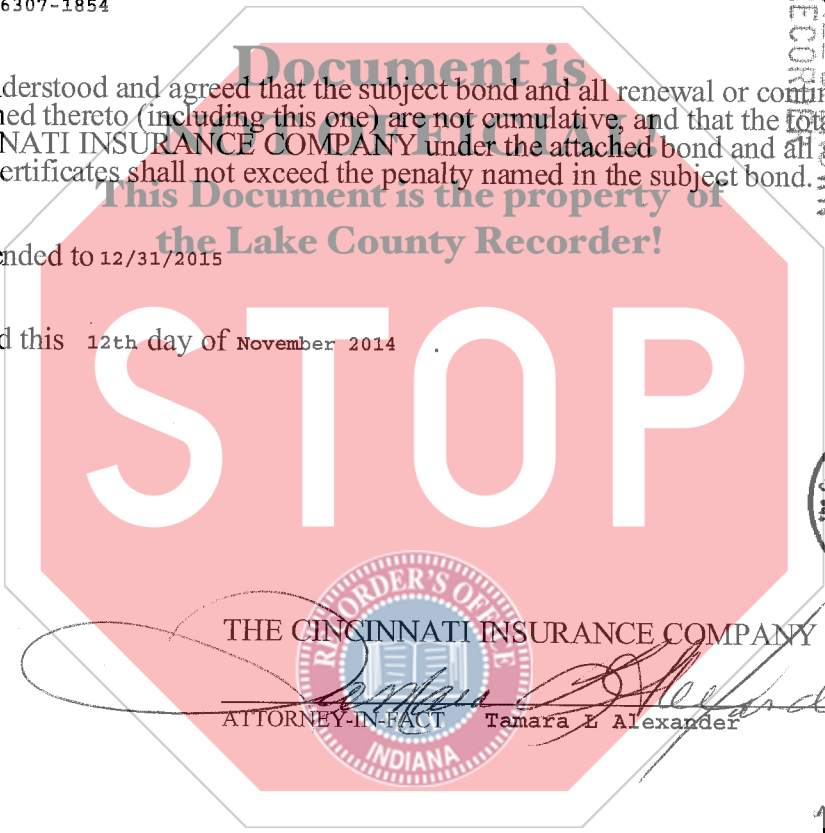 6307-1854
Document is
derstood and agreed that the subject bond and all renewal or contin
ned thereto (including this one) are not cumulative, and that the tot
NOT OFFICIAL!
NATI INSURANCE COMPANY under the attached bond and all
ertificates shall not exceed the penalty named in the subject bond.
This Document is the property of
the Lake County Recorder!
nded to 12/31/2015
d this 12th day of November 2014 .
STOP
RECORDER'S OFFICE
THE CINCINNATI INSURANCE COMPANY
ATTORNEY-IN-FACT Tamara L Alexander
INDIANA